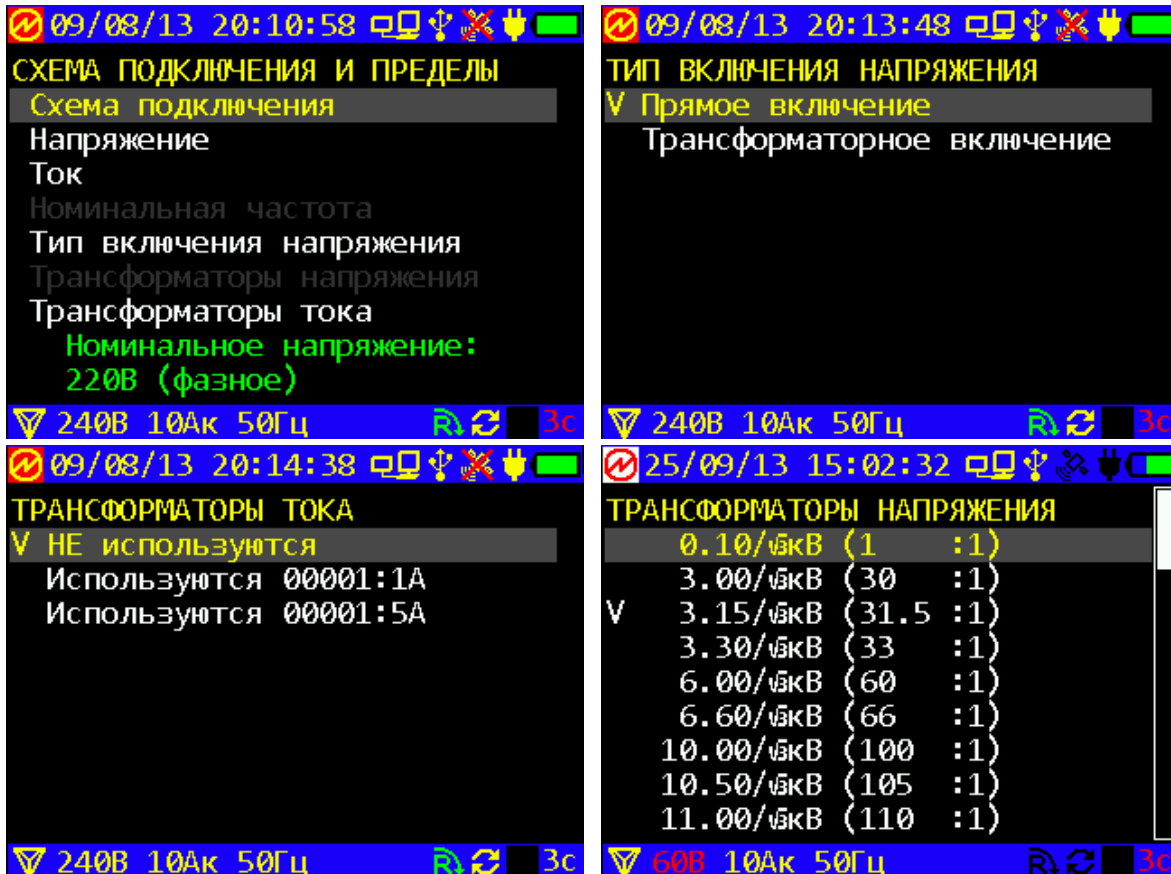 09/08/13 20:10:58
СХЕМА ПОДКЛЮЧЕНИЯ И ПРЕДЕЛЫ
Схема подключения
Напряжение
Ток
Номинальная частота
Тип включения напряжения
Трансформаторы напряжения
Трансформаторы тока
Номинальное напряжение:
220В (фазное)
240В 10Ак 50Гц R 3с
09/08/13 20:13:48
ТИП ВКЛЮЧЕНИЯ НАПРЯЖЕНИЯ
V Прямое включение
Трансформаторное включение
240В 10Ак 50Гц R 3с
09/08/13 20:14:38
ТРАНСФОРМАТОРЫ ТОКА
V НЕ используются
Используются 00001:1А
Используются 00001:5А
240В 10Ак 50Гц R 3с
25/09/13 15:02:32
ТРАНСФОРМАТОРЫ НАПРЯЖЕНИЯ
0.10/√3кВ (1 :1)
3.00/√3кВ (30 :1)
V 3.15/√3кВ (31.5 :1)
3.30/√3кВ (33 :1)
6.00/√3кВ (60 :1)
6.60/√3кВ (66 :1)
10.00/√3кВ (100 :1)
10.50/√3кВ (105 :1)
11.00/√3кВ (110 :1)
60В 10Ак 50Гц R 3с